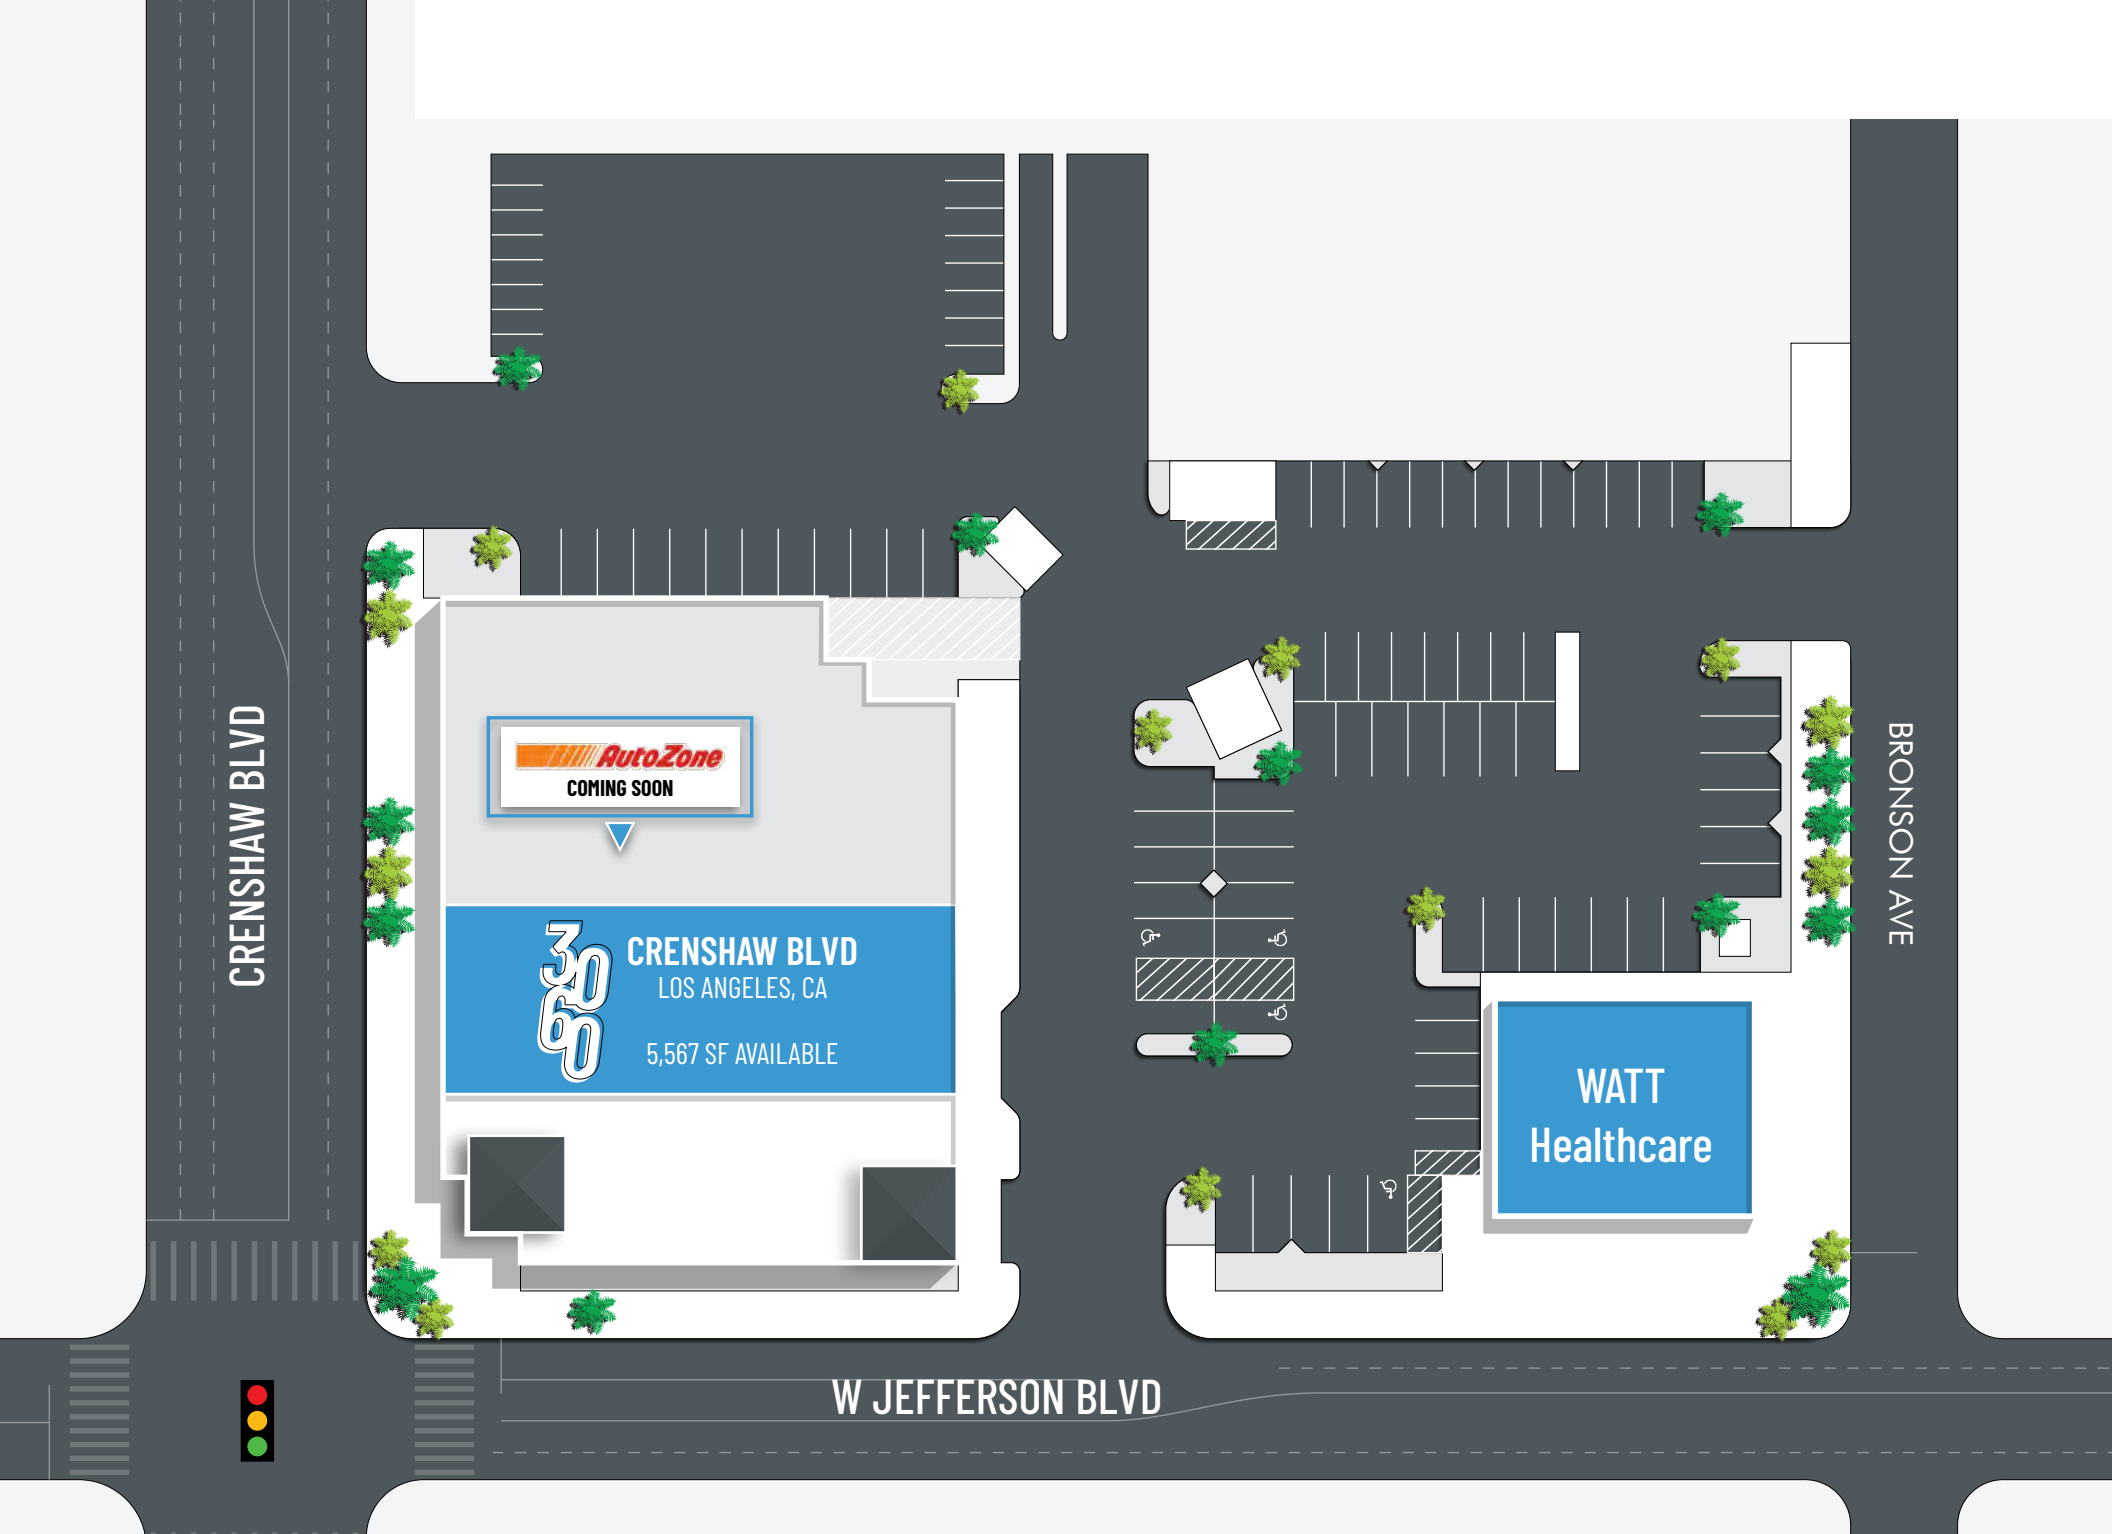 CRENSHAW BLVD
AutoZone
COMING SOON
3060
CRENSHAW BLVD
LOS ANGELES, CA
5,567 SF AVAILABLE
WATT
Healthcare
BRONSON AVE
W JEFFERSON BLVD